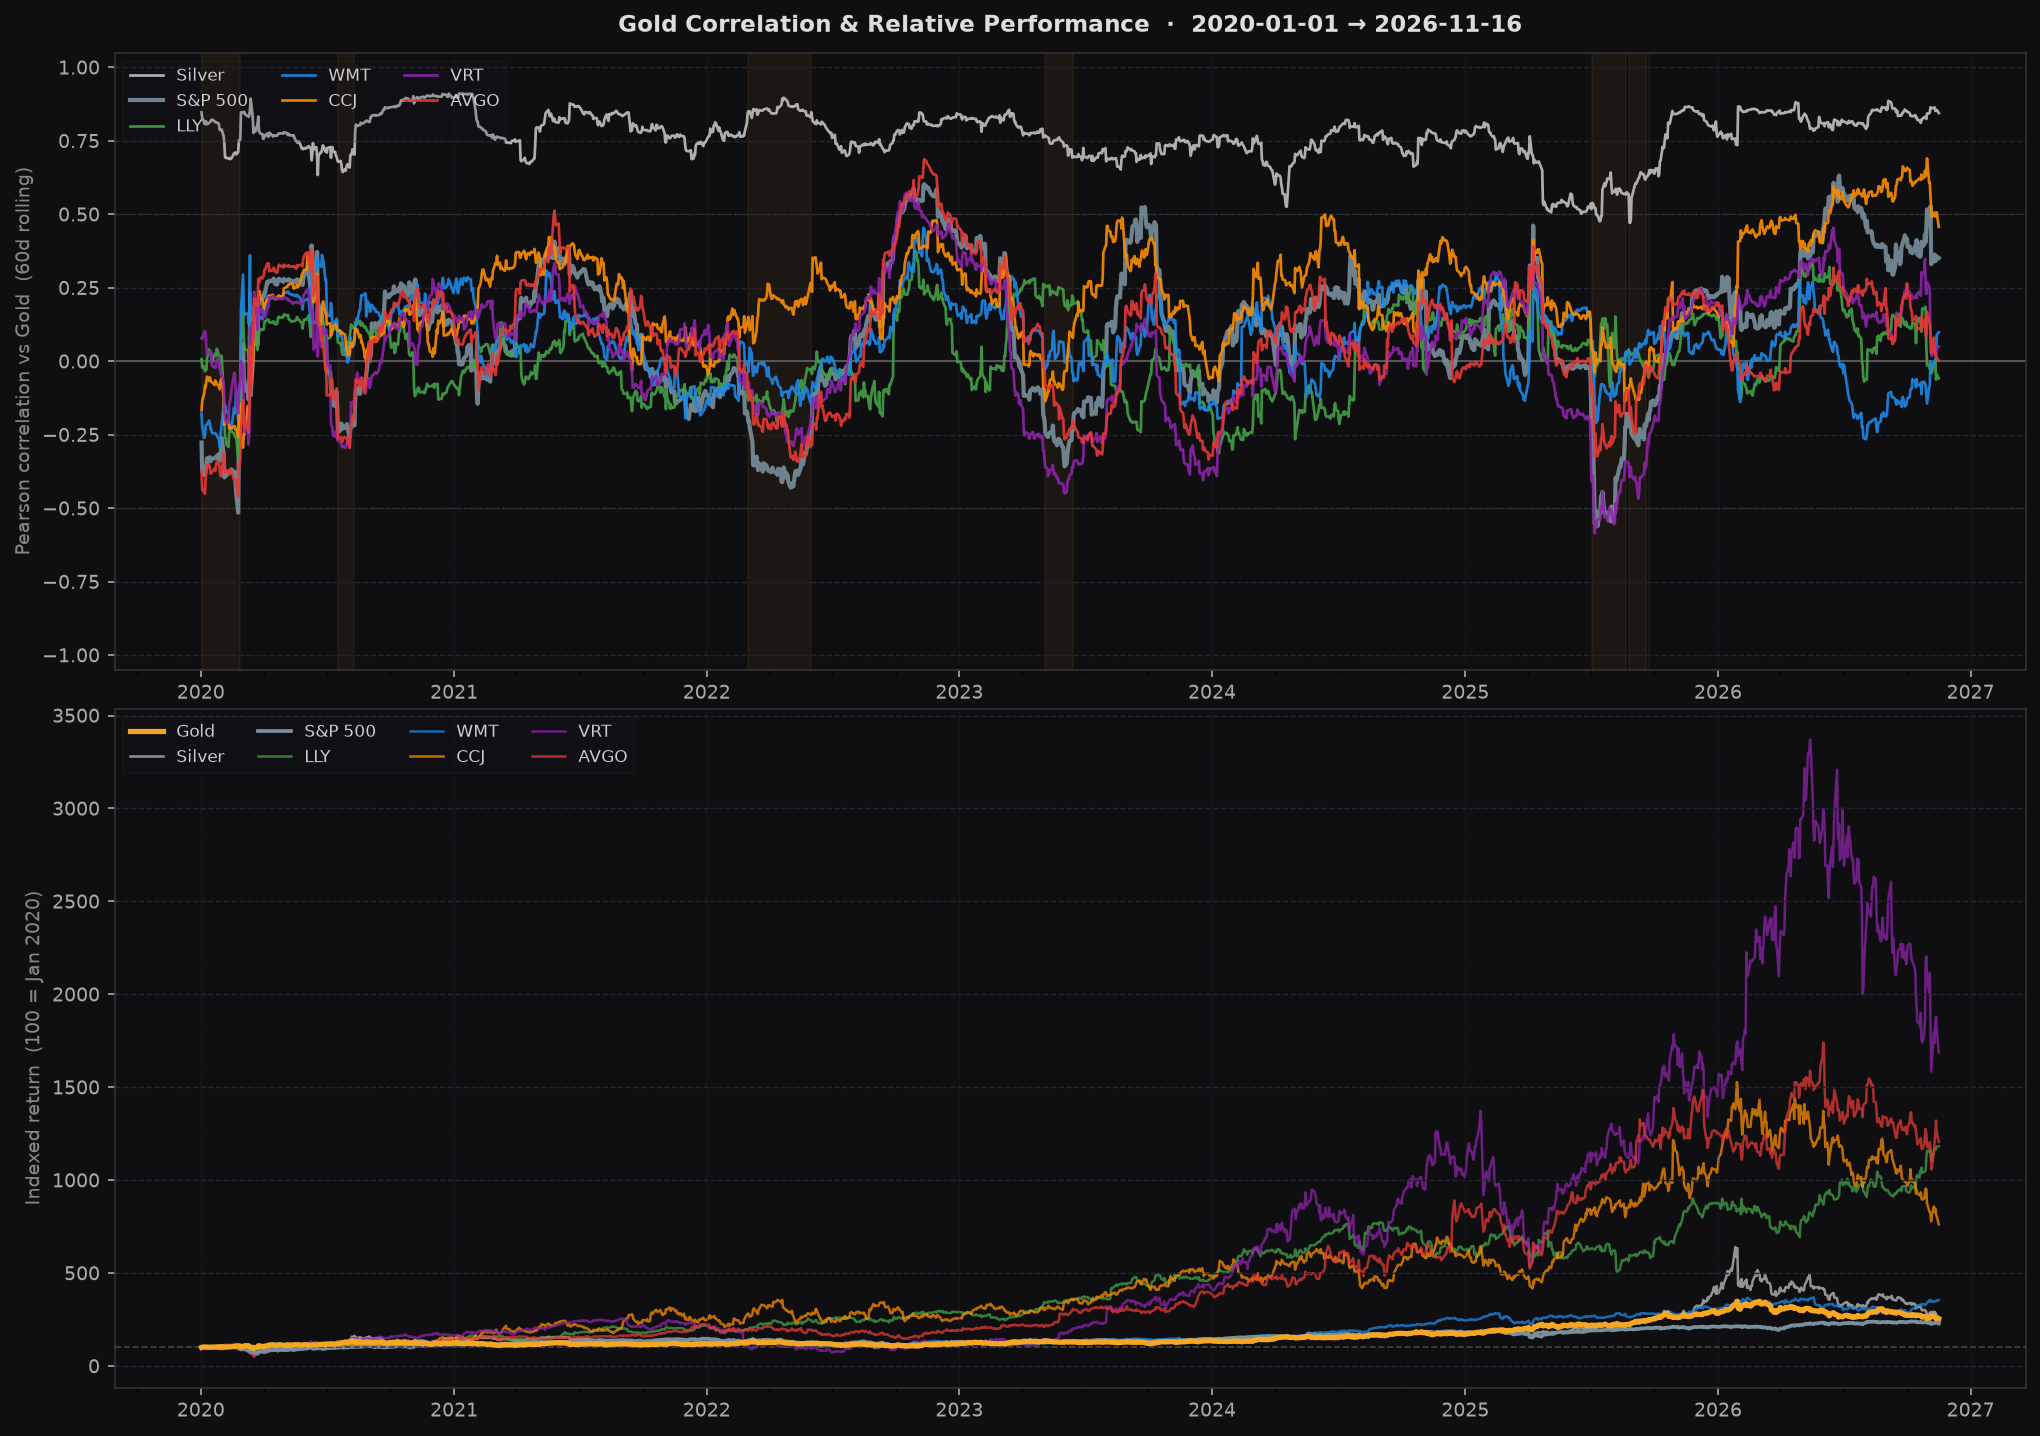 Gold Correlation & Relative Performance · 2020-01-01 → 2026-11-16
Pearson correlation vs Gold (60d rolling)
1.00
0.75
0.50
0.25
0.00
−0.25
−0.50
−0.75
−1.00
Silver WMT VRT
S&P 500 CCJ AVGO
LLY
2020 2021 2022 2023 2024 2025 2026 2027
Indexed return (100 = Jan 2020)
3500
3000
2500
2000
1500
1000
500
0
Gold S&P 500 WMT VRT
Silver LLY CCJ AVGO
2020 2021 2022 2023 2024 2025 2026 2027